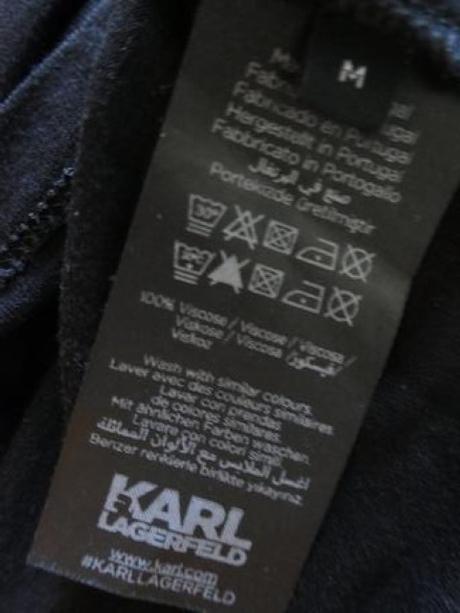 M
Fabricado en Portugal
Hergestellt in Portugal
Fabbricato in Portogallo
صنع في البرتغال
Portekizde Üretilmiştir
30°
100% Viscose / Viscose / Viscose /
Viskose / Viscosa / فيسكوز /
Viskoz
Wash with similar colours.
Laver avec des couleurs similaires.
Lavar con prendas
de colores similares.
Mit ähnlichen Farben waschen.
Lavare con colori simili.
اغسل الملابس مع الألوان المماثلة
Benzer renklerle birlikte yıkayınız.
KARL
LAGERFELD
www.karl.com
#KARLLAGERFELD